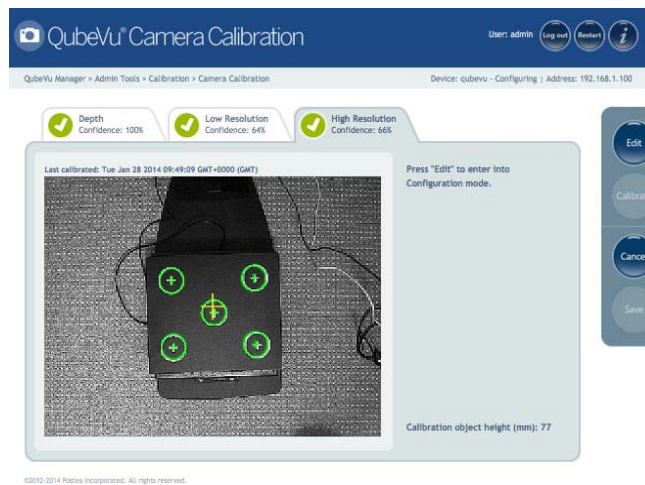 QubeVu® Camera Calibration
User: admin
Log out
Restart
i
QubeVu Manager > Admin Tools > Calibration > Camera Calibration
Device: qubevu - Configuring | Address: 192.168.1.100
Depth
Confidence: 100%
Low Resolution
Confidence: 64%
High Resolution
Confidence: 66%
Last calibrated: Tue Jan 28 2014 09:49:09 GMT+0000 (GMT)
Press "Edit" to enter into
Configuration mode.
Edit
Calibrat
Cance
Save
Calibration object height (mm): 77
©2012-2014 Postea Incorporated. All rights reserved.